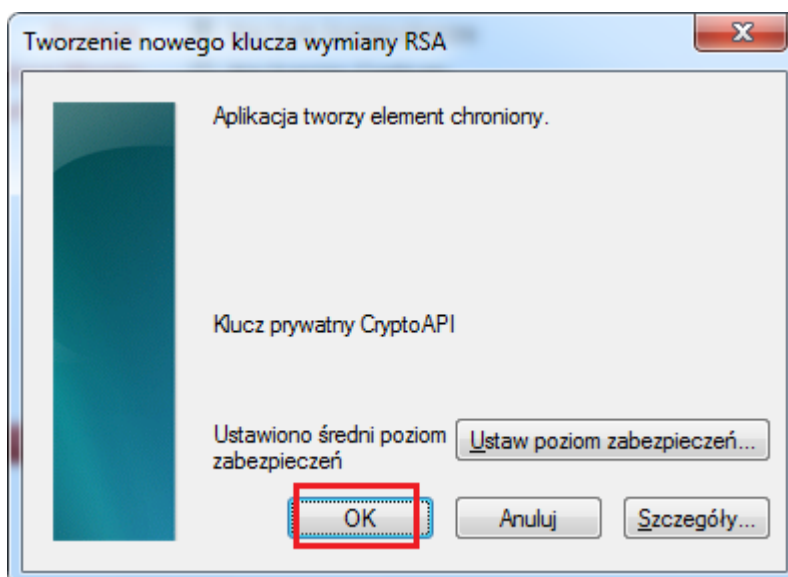 Tworzenie nowego klucza wymiany RSA
Aplikacja tworzy element chroniony.
Klucz prywatny CryptoAPI
Ustawiono średni poziom
zabezpieczeń
Ustaw poziom zabezpieczeń...
OK
Anuluj
Szczegóły...